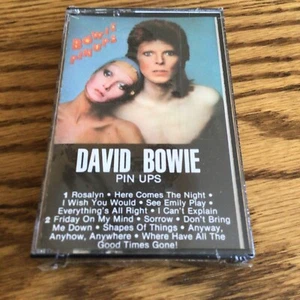 Bowie
pinups
DAVID BOWIE
PIN UPS
1 Rosalyn • Here Comes The Night •
I Wish You Would • See Emily Play •
Everything's All Right • I Can't Explain
2 Friday On My Mind • Sorrow • Don't Bring
Me Down • Shapes Of Things • Anyway,
Anyhow, Anywhere • Where Have All The
Good Times Gone!